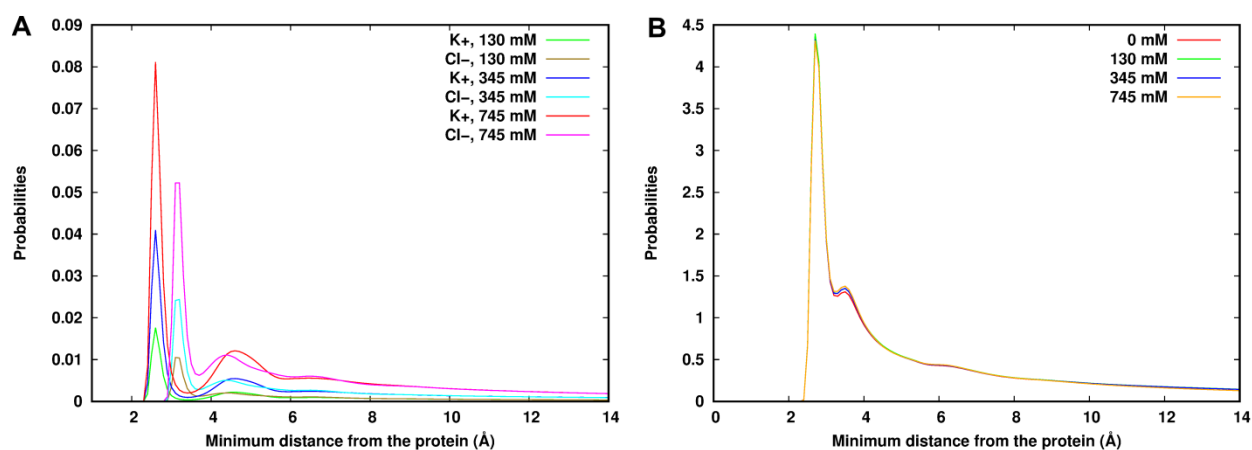 A
Probabilities
0.09
0.08
0.07
0.06
0.05
0.04
0.03
0.02
0.01
0
2
4
6
8
10
12
14
Minimum distance from the protein (Å)
K+, 130 mM
Cl−, 130 mM
K+, 345 mM
Cl−, 345 mM
K+, 745 mM
Cl−, 745 mM
B
Probabilities
4.5
4
3.5
3
2.5
2
1.5
1
0.5
0
0
2
4
6
8
10
12
14
Minimum distance from the protein (Å)
0 mM
130 mM
345 mM
745 mM